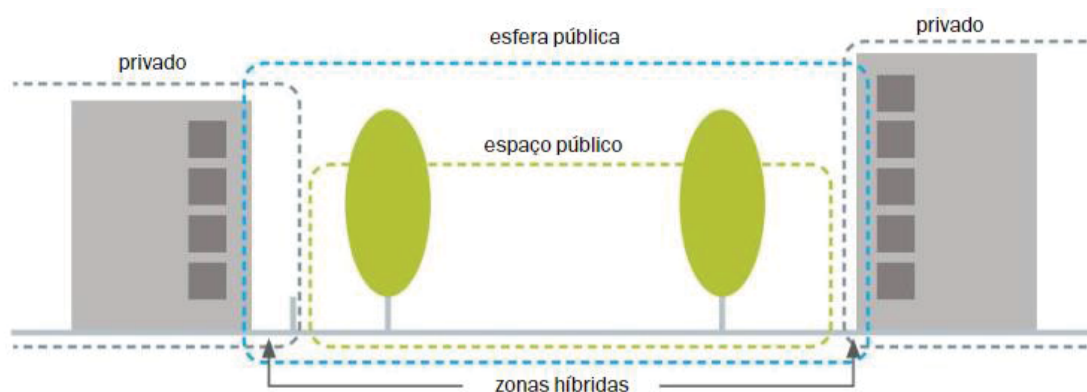 privado
esfera pública
privado
espaço público
zonas híbridas